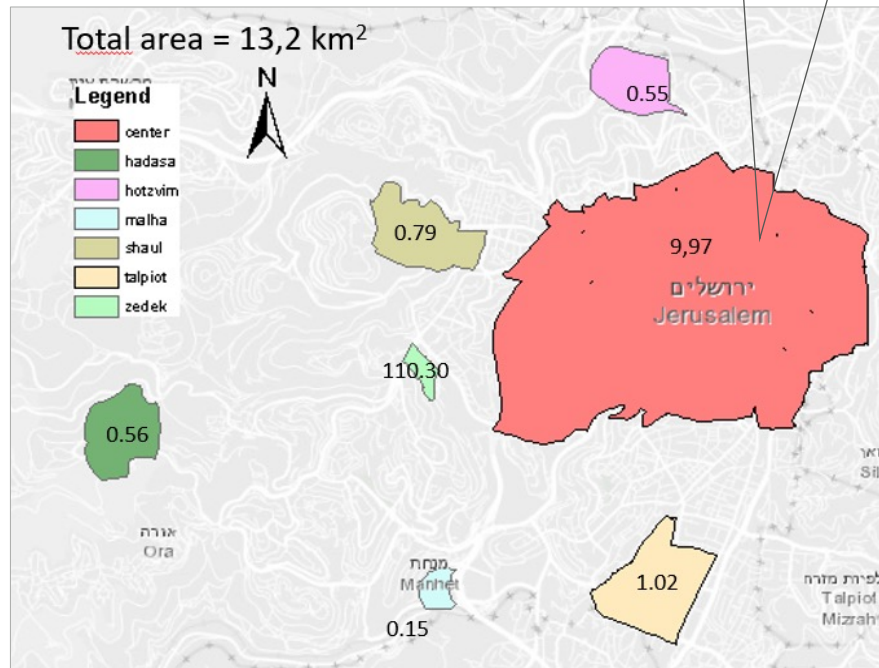 Total area = 13,2 km²
N
Legend
center
hadasa
hotzvim
malha
shaul
talpiot
zedek
0.55
0.79
9,97
ירושלים
Jerusalem
110.30
0.56
אורה
Ora
מנחת
Manhet
1.02
0.15
תלפיות מזרח
Talpiot
Mizrah